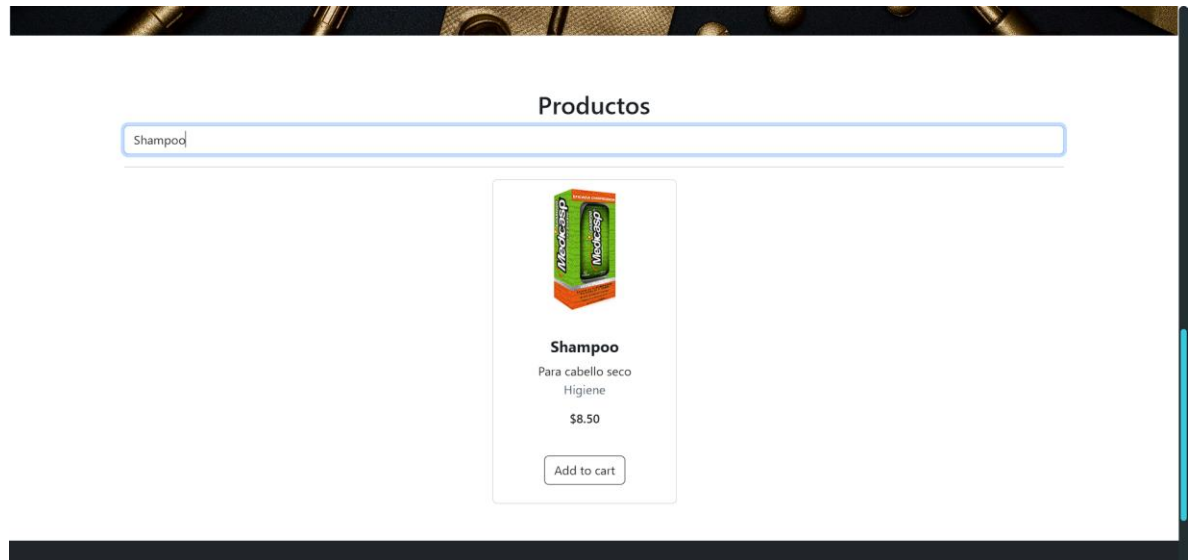 Productos
Shampoo
Medicasp
Medicasp
Shampoo
Para cabello seco
Higiene
$8.50
Add to cart